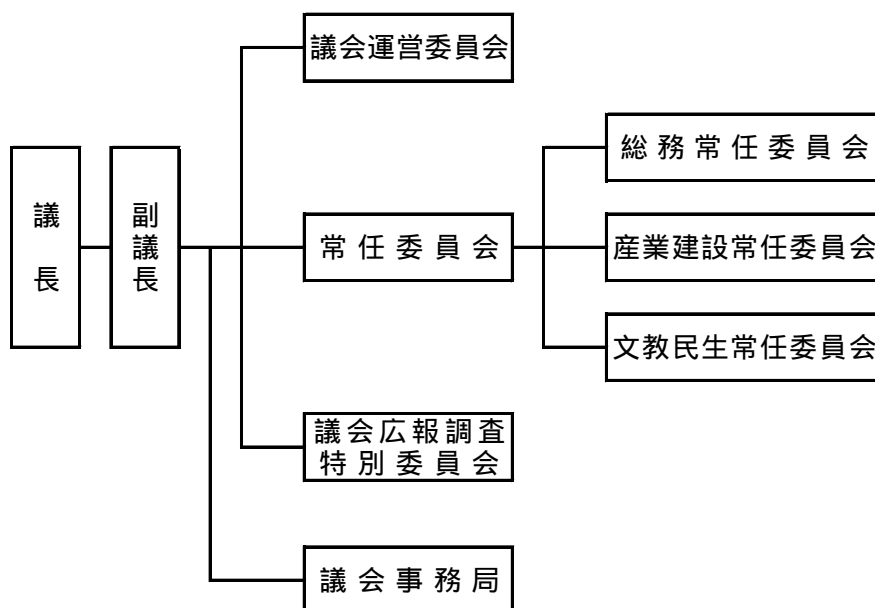 議会運営委員会
総務常任委員会
議長
副議長
常任委員会
産業建設常任委員会
文教民生常任委員会
議会広報調査
特別委員会
議会事務局